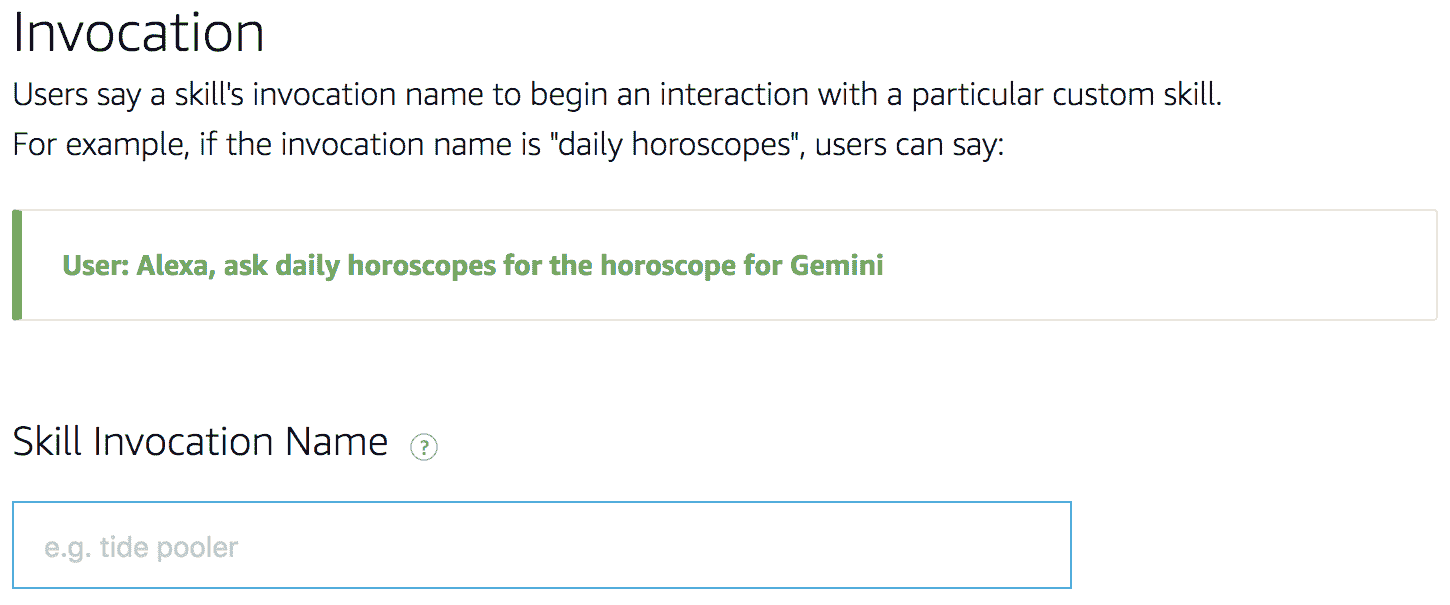 Invocation
Users say a skill's invocation name to begin an interaction with a particular custom skill.
For example, if the invocation name is "daily horoscopes", users can say:
User: Alexa, ask daily horoscopes for the horoscope for Gemini
Skill Invocation Name ?
e.g. tide pooler